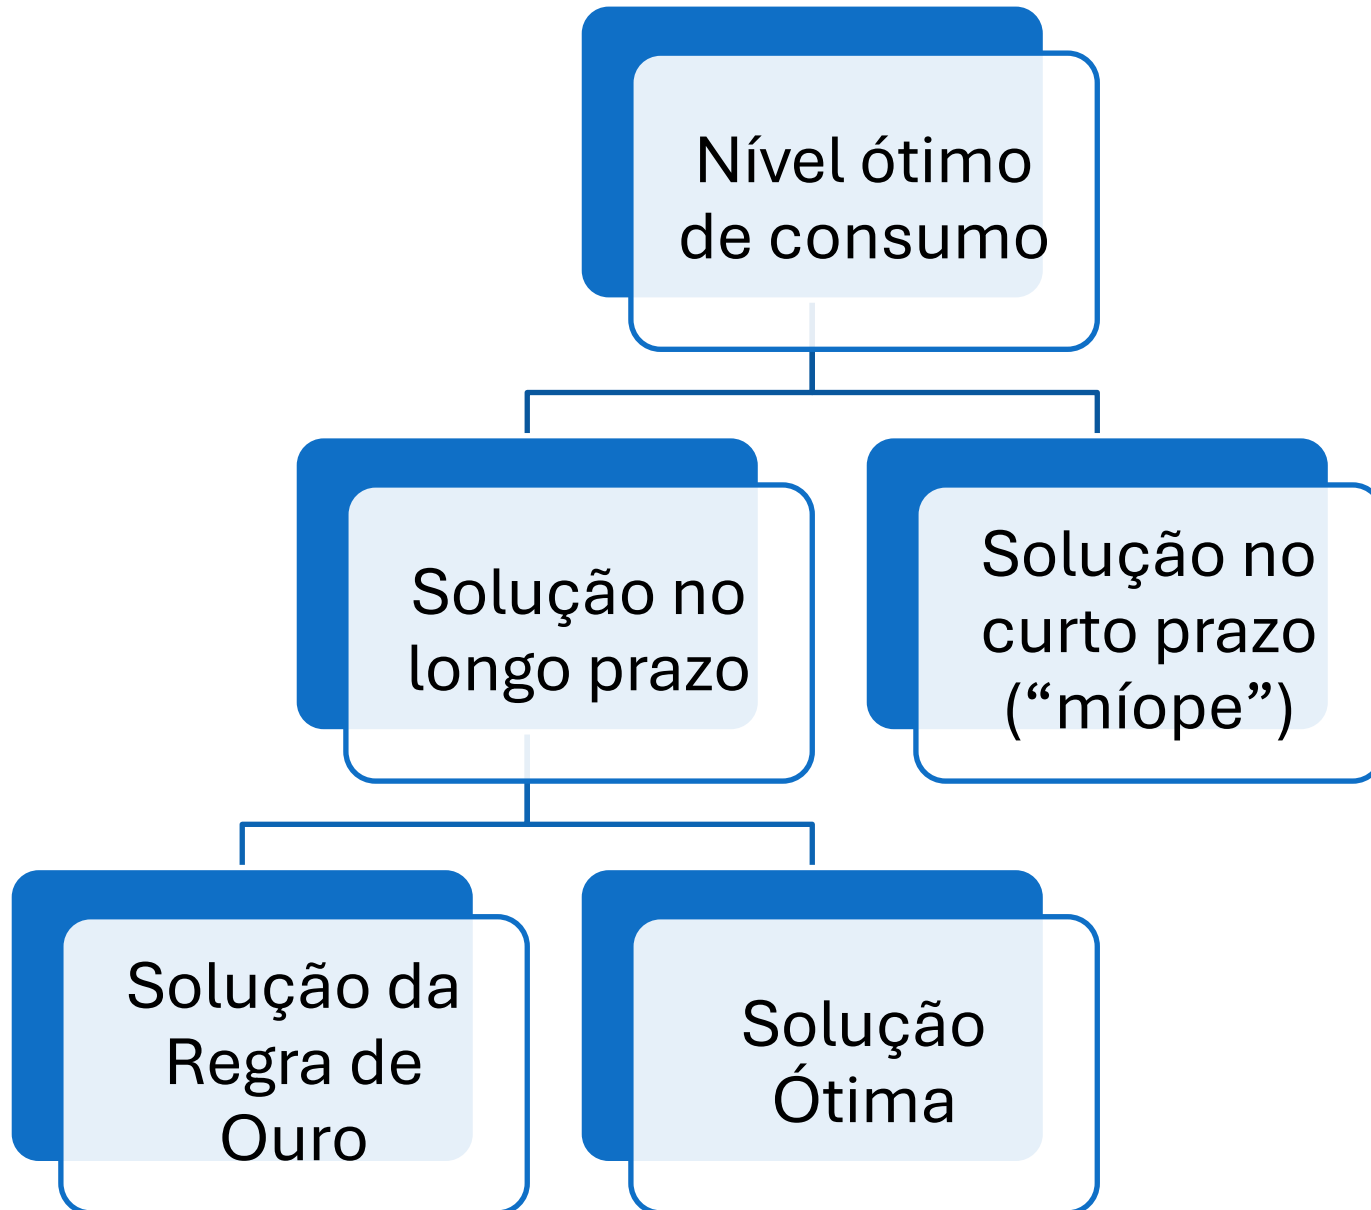 Nível ótimo
de consumo
Solução no
longo prazo
Solução no
curto prazo
(“míope”)
Solução da
Regra de
Ouro
Solução
Ótima